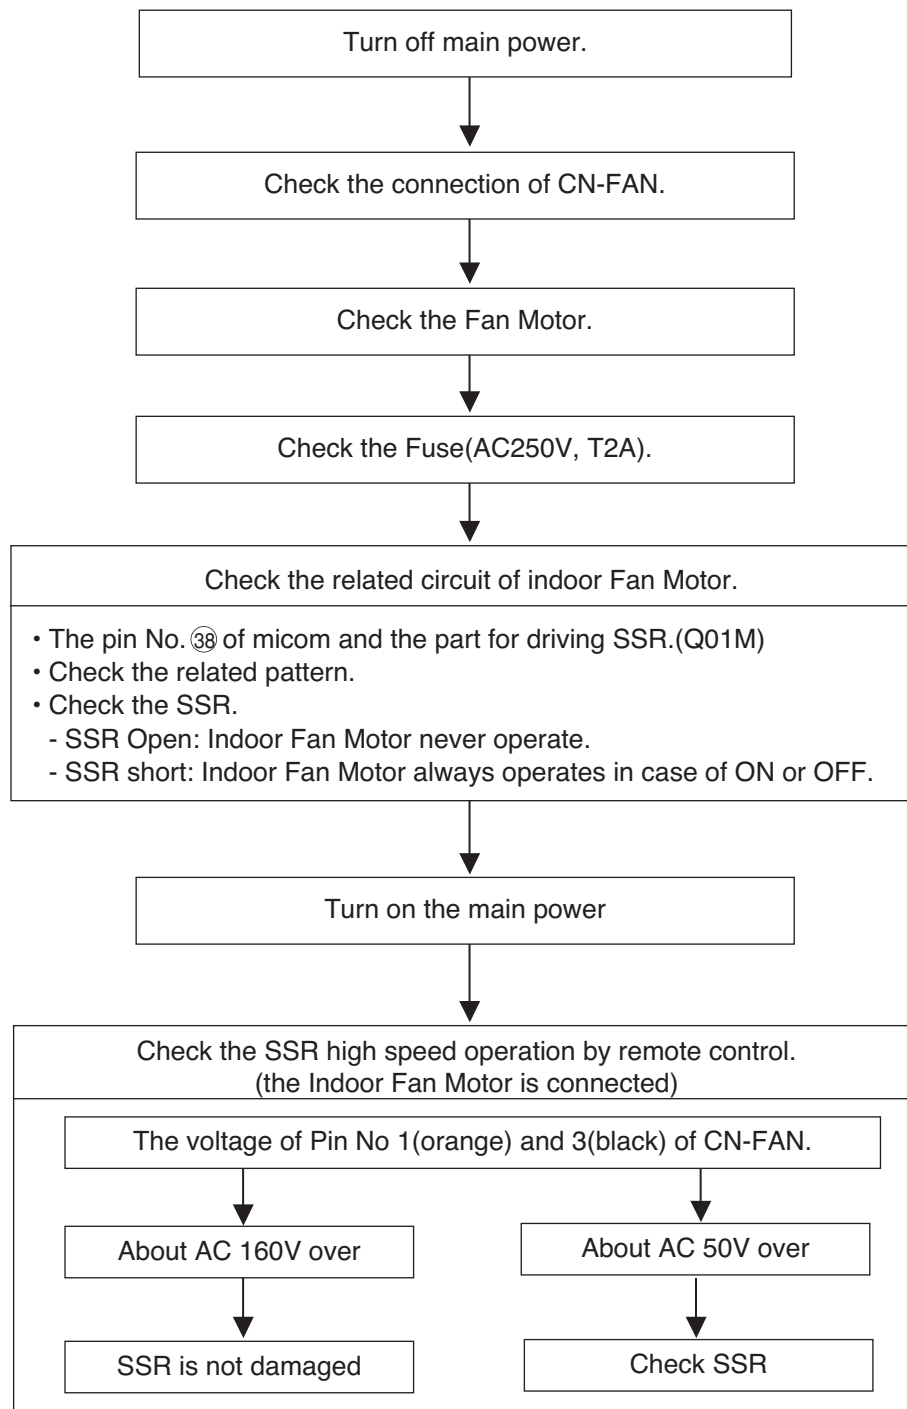 Turn off main power.
Check the connection of CN-FAN.
Check the Fan Motor.
Check the Fuse(AC250V, T2A).
Check the related circuit of indoor Fan Motor.
• The pin No. ㊳ of micom and the part for driving SSR.(Q01M)
• Check the related pattern.
• Check the SSR.
- SSR Open: Indoor Fan Motor never operate.
- SSR short: Indoor Fan Motor always operates in case of ON or OFF.
Turn on the main power
Check the SSR high speed operation by remote control.
(the Indoor Fan Motor is connected)
The voltage of Pin No 1(orange) and 3(black) of CN-FAN.
About AC 160V over
About AC 50V over
SSR is not damaged
Check SSR